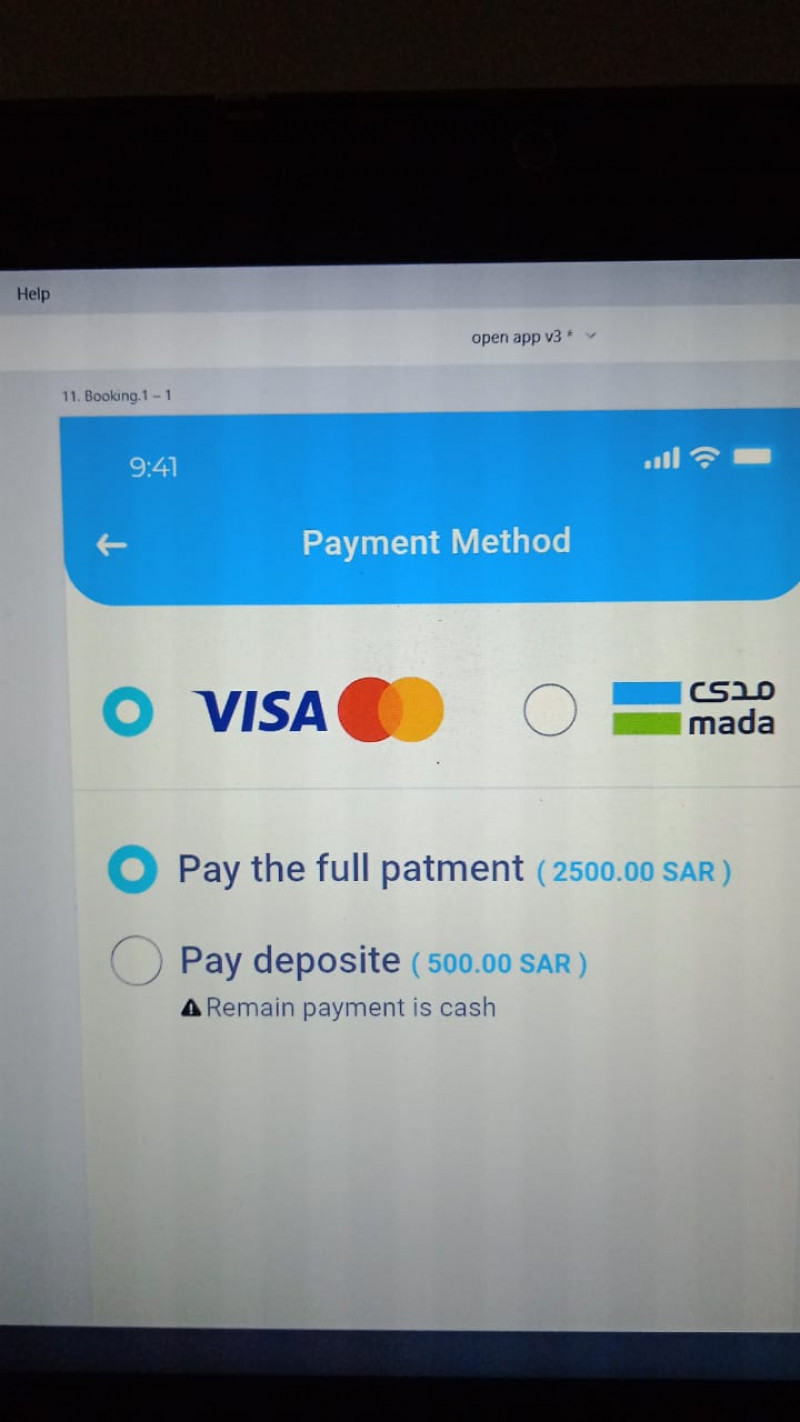 Help
open app v3 *
11. Booking.1 – 1
9:41
Payment Method
VISA
مدى
mada
Pay the full patment ( 2500.00 SAR )
Pay deposite ( 500.00 SAR )
Remain payment is cash